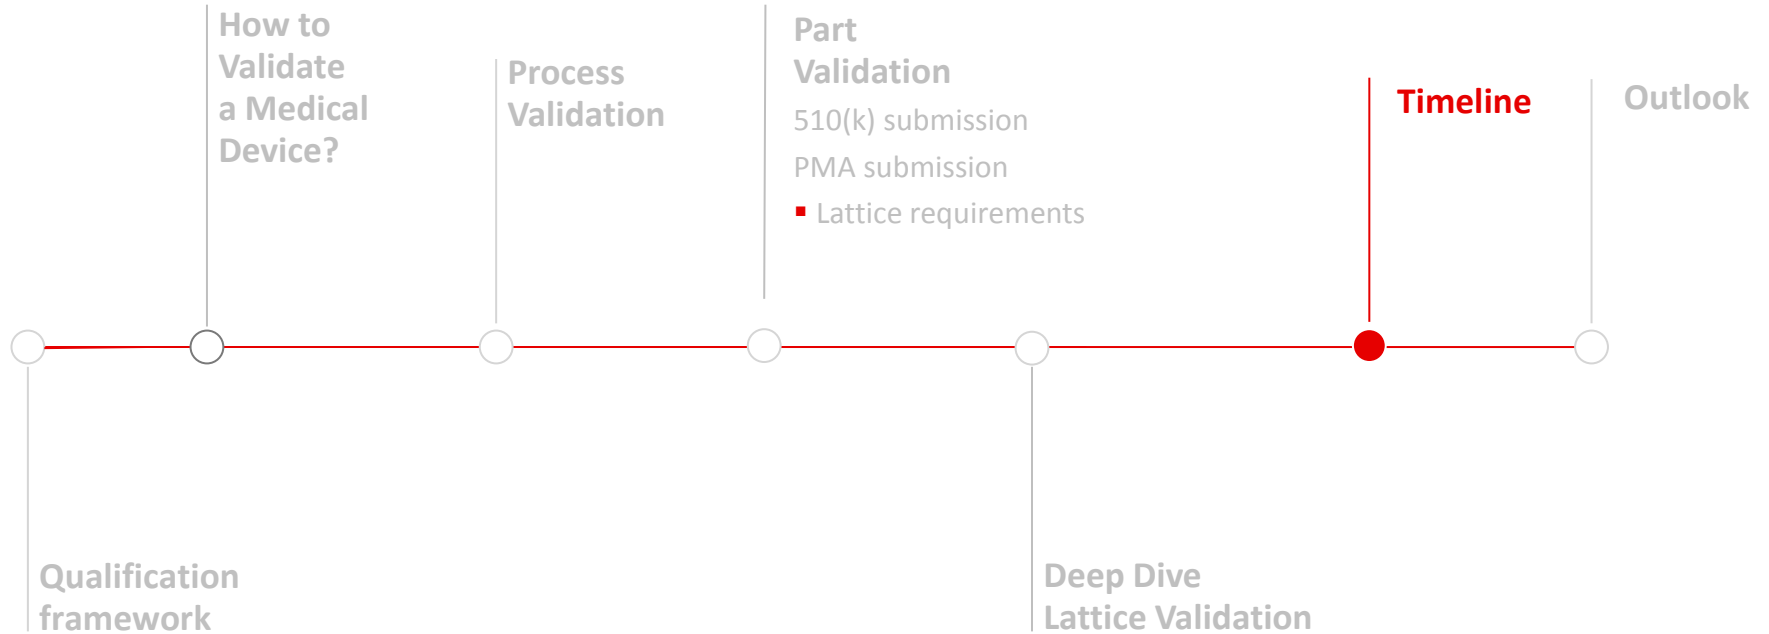 How to
Validate
a Medical
Device?
Process
Validation
Part
Validation
510(k) submission
PMA submission
▪ Lattice requirements
Timeline
Outlook
Qualification
framework
Deep Dive
Lattice Validation